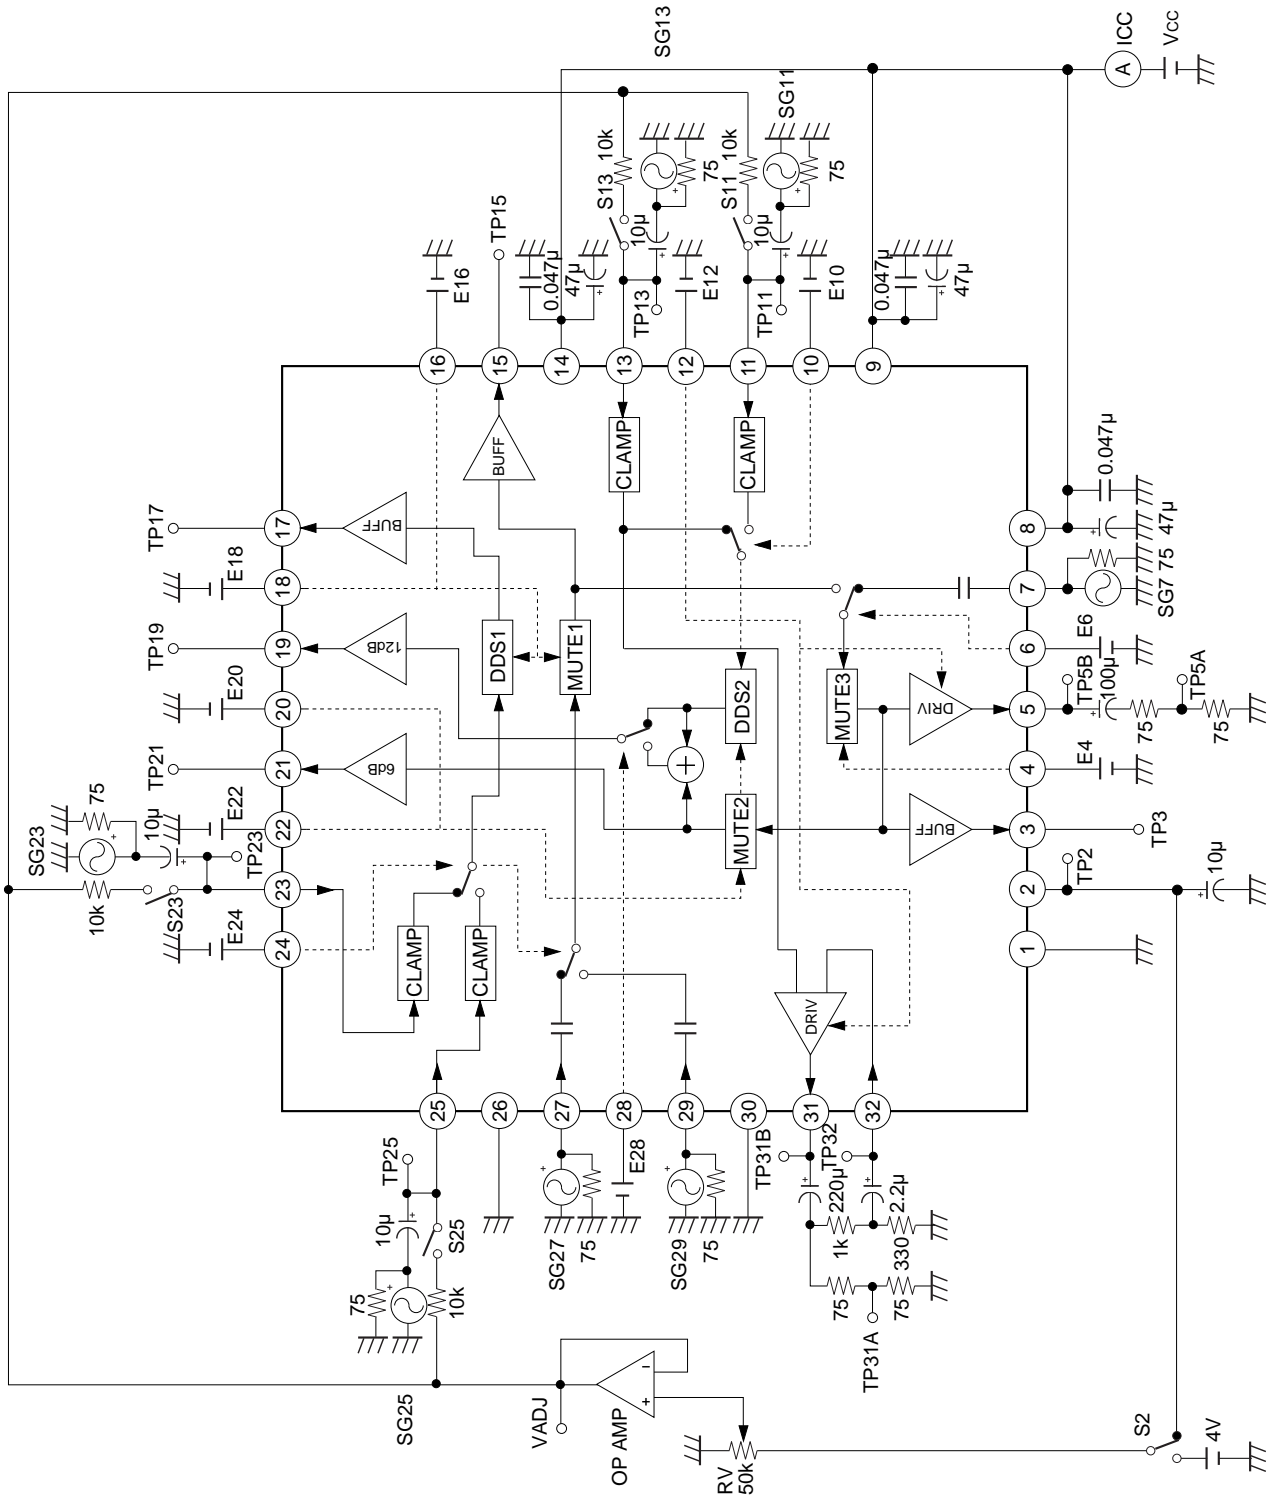 SG13
ICC
A
Vcc
S13
10k
75
10µ
TP13
SG11
S11
10k
75
10µ
TP11
TP15
E16
0.047µ
47µ
E12
E10
0.047µ
47µ
16
15
14
13
12
11
10
9
TP17
E18
TP19
E20
TP21
75
10µ
E22
SG23
TP23
10k
S23
E24
17
18
19
20
21
22
23
24
BUFF
BUFF
CLAMP
CLAMP
12dB
DDS1
MUTE1
6dB
DDS2
MUTE3
DRIV
MUTE2
BUFF
CLAMP
CLAMP
DRIV
+
8
7
6
5
4
3
2
1
0.047µ
47µ
75
SG7
E6
TP5B
100µ
TP5A
75
75
E4
TP3
TP2
10µ
25
26
27
28
29
30
31
32
TP25
10µ
S25
75
10k
SG25
SG27
75
E28
SG29
75
TP31B
TP32
220µ
2.2µ
1k
330
75
75
TP31A
VADJ
OP AMP
+
−
RV
50k
S2
4V